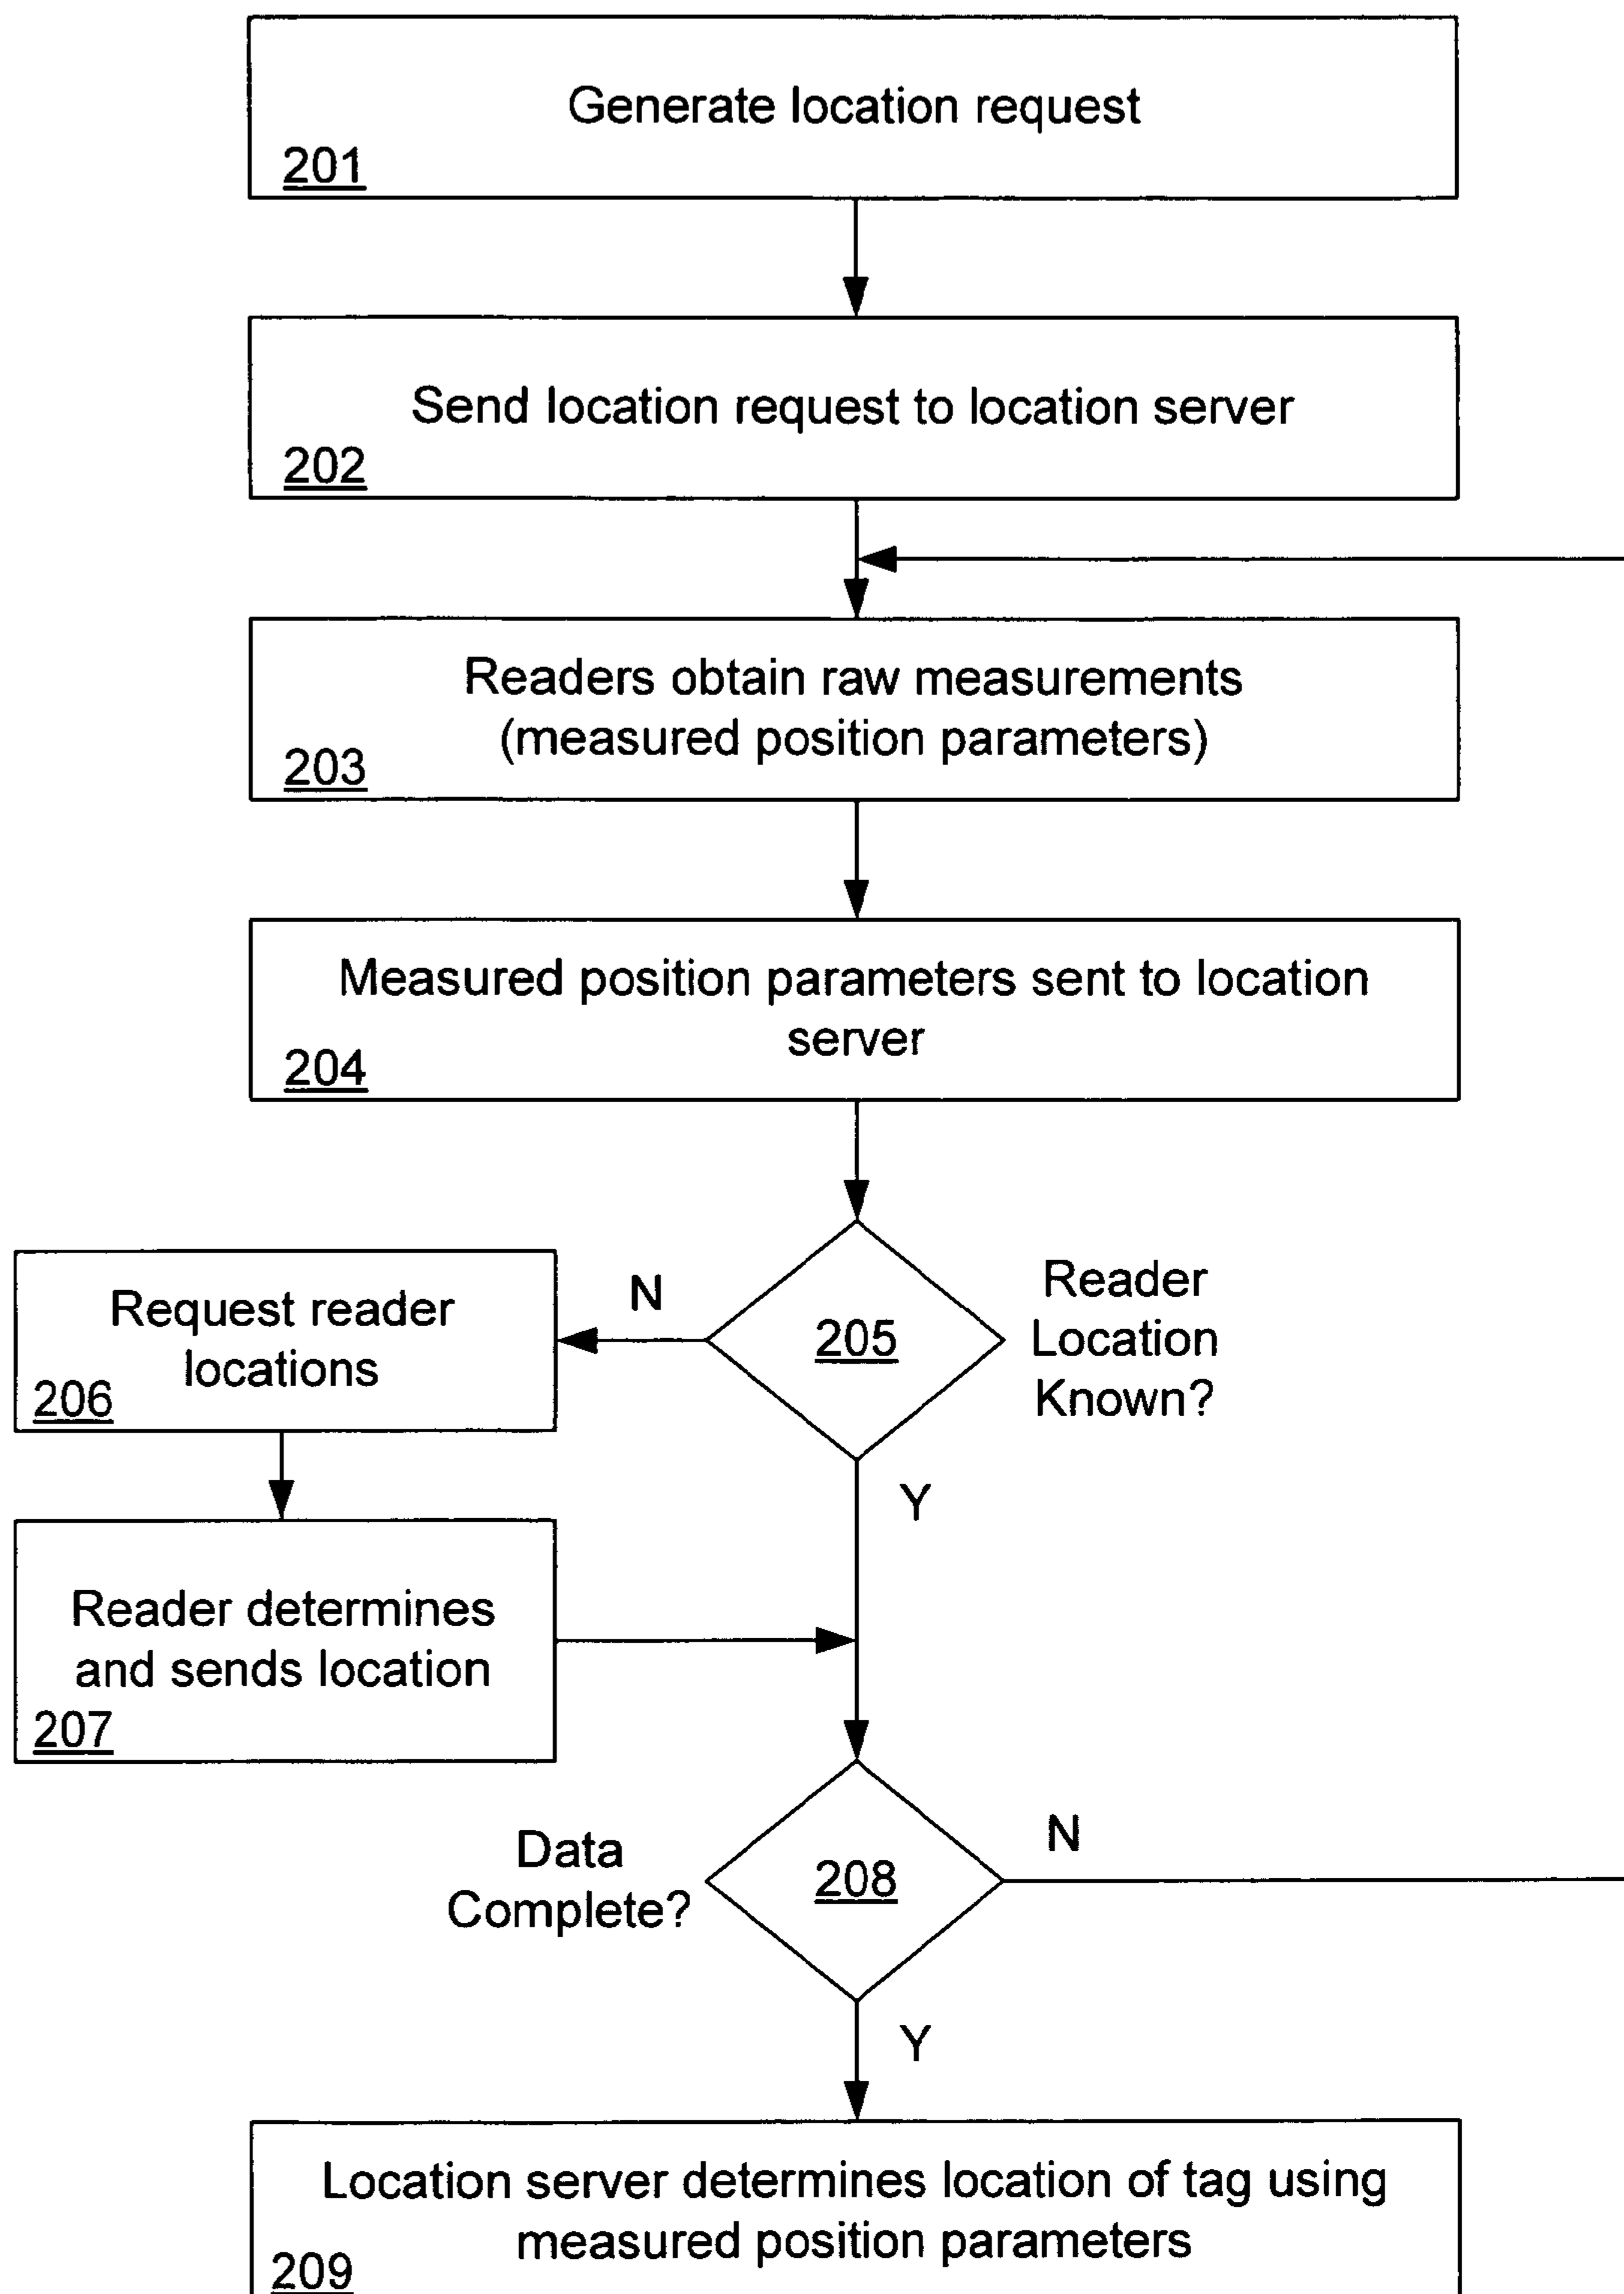 Generate location request
201
Send location request to location server
202
Readers obtain raw measurements
(measured position parameters)
203
Measured position parameters sent to location
server
204
Reader
Location
Known?
205
N
Request reader
locations
206
Y
Reader determines
and sends location
207
Data
Complete?
208
N
Y
Location server determines location of tag using
measured position parameters
209